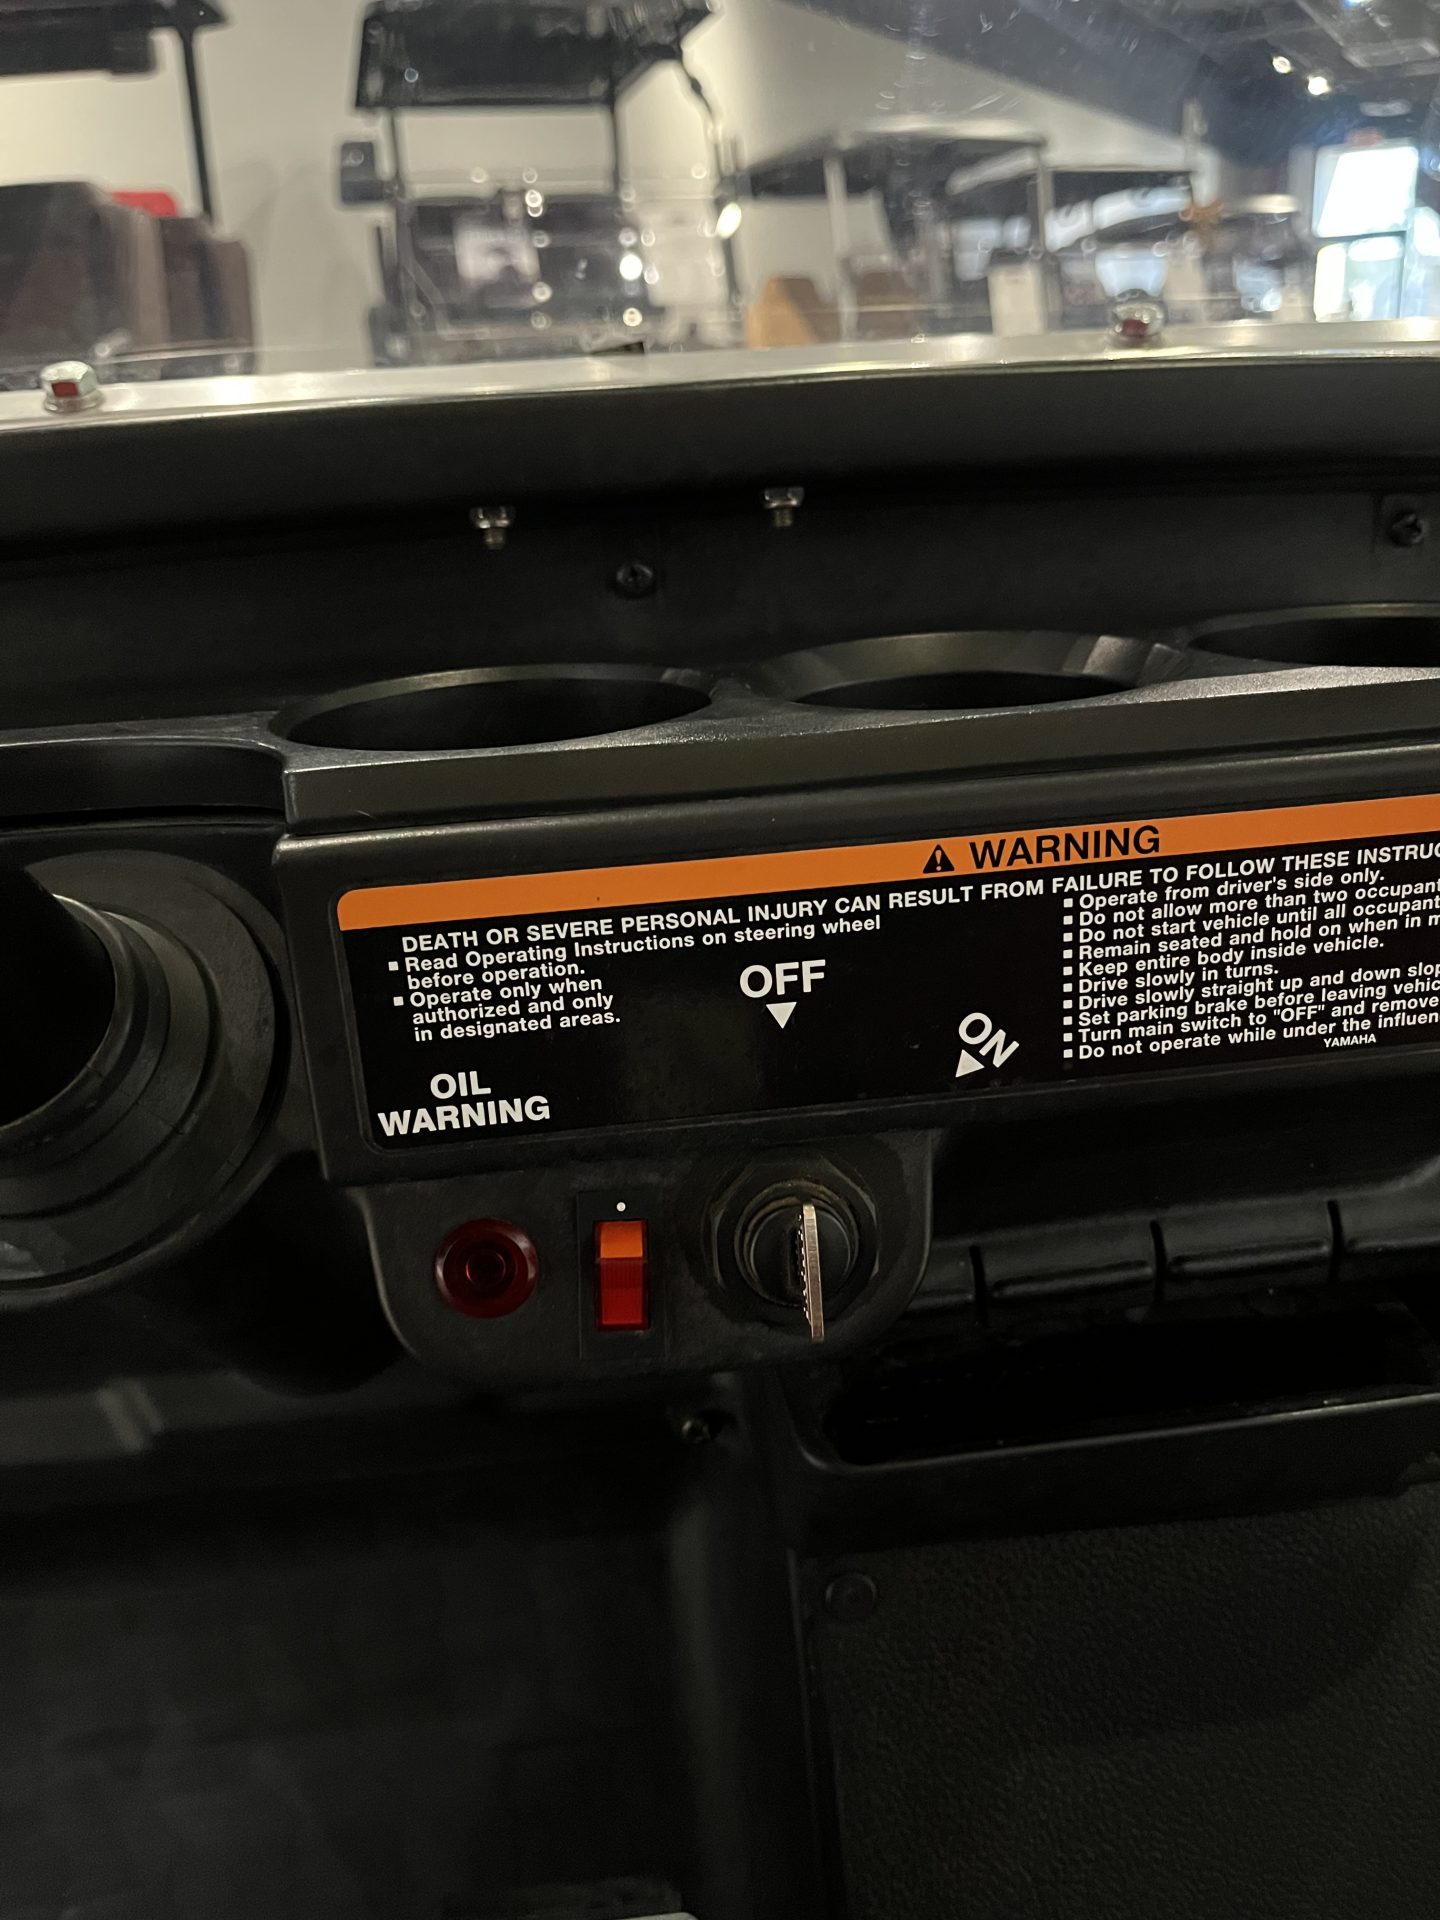 WARNING
DEATH OR SEVERE PERSONAL INJURY CAN RESULT FROM FAILURE TO FOLLOW THESE
▪ Read Operating Instructions on steering wheel
before operation.
▪ Operate only when
authorized and only
in designated areas.
OIL
WARNING
OFF
ON
▪ Operate from driver's side only.
▪ Do not allow more than two
▪ Do not start vehicle until all
▪ Remain seated and hold on when in
▪ Keep entire body inside vehicle.
▪ Drive slowly in turns.
▪ Drive slowly straight up and down
▪ Set parking brake before leaving
▪ Turn main switch to "OFF" and remove
▪ Do not operate while under the
YAMAHA